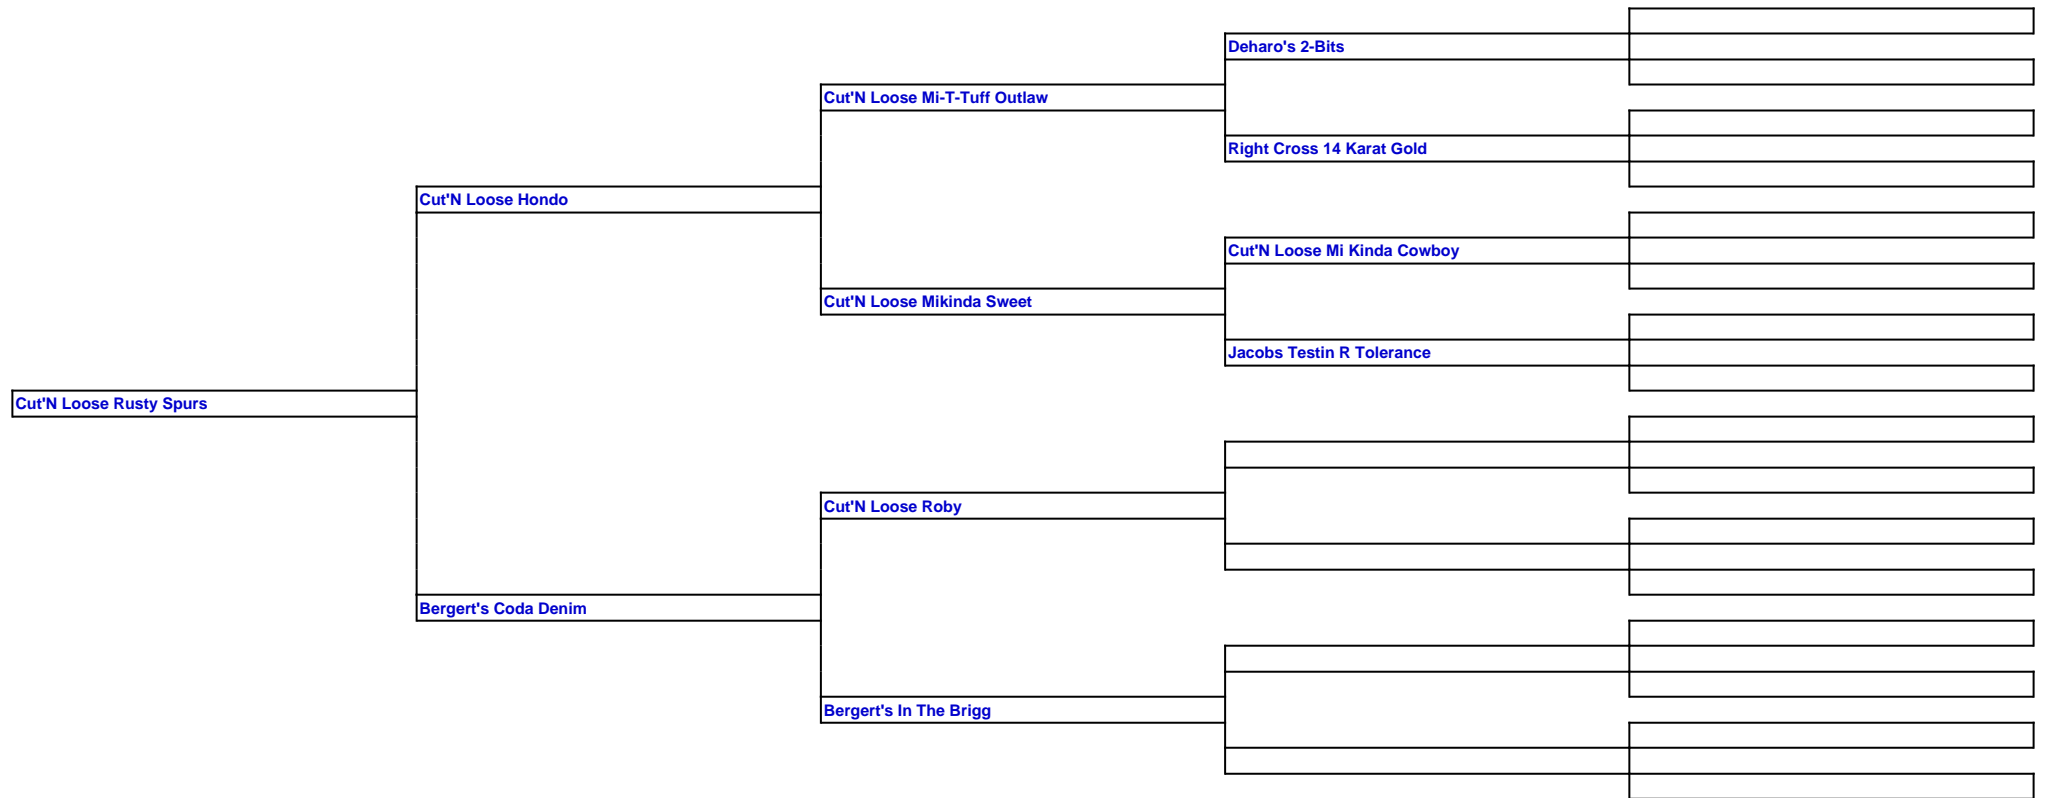 Deharo's 2-Bits
Cut'N Loose Mi-T-Tuff Outlaw
Right Cross 14 Karat Gold
Cut'N Loose Hondo
Cut'N Loose Mi Kinda Cowboy
Cut'N Loose Mikinda Sweet
Jacobs Testin R Tolerance
Cut'N Loose Rusty Spurs
Cut'N Loose Roby
Bergert's Coda Denim
Bergert's In The Brigg